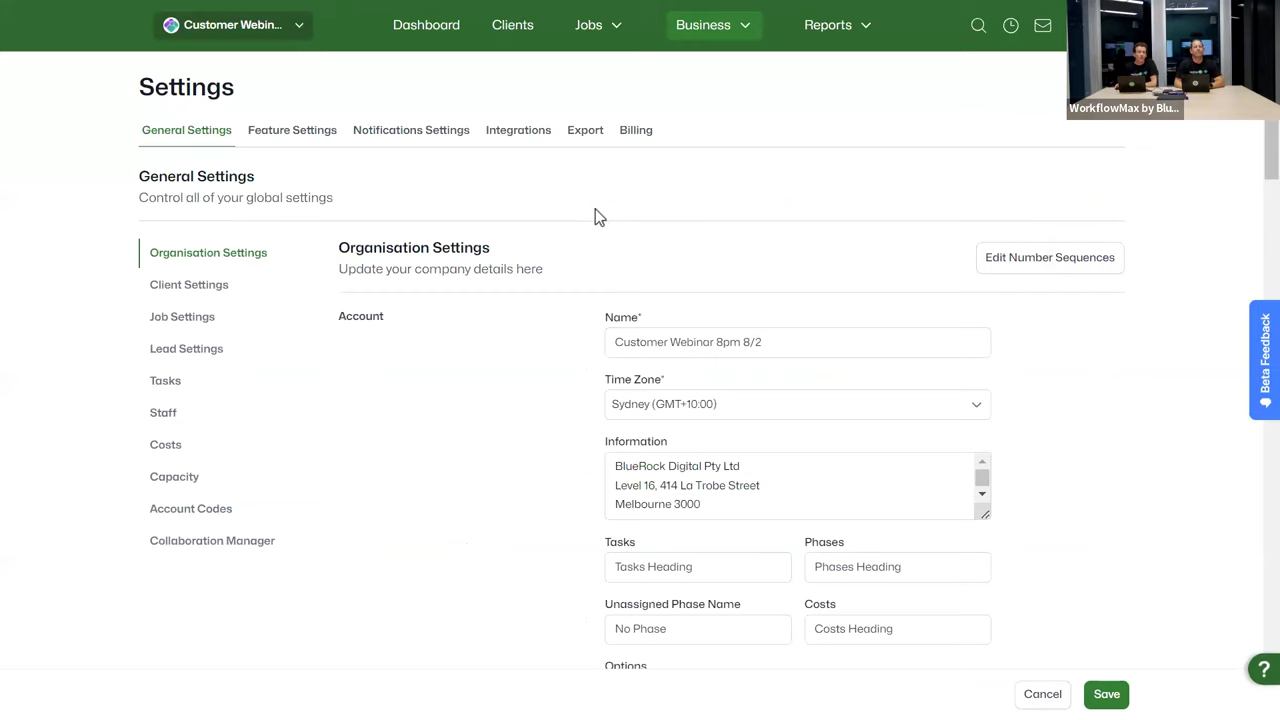 Customer Webin...
Dashboard
Clients
Jobs
Business
Reports
WorkflowMax by Blu...
Settings
General Settings
Feature Settings
Notifications Settings
Integrations
Export
Billing
General Settings
Control all of your global settings
Organisation Settings
Client Settings
Job Settings
Lead Settings
Tasks
Staff
Costs
Capacity
Account Codes
Collaboration Manager
Organisation Settings
Update your company details here
Edit Number Sequences
Account
Name*
Customer Webinar 8pm 8/2
Time Zone*
Sydney (GMT+10:00)
Information
BlueRock Digital Pty Ltd
Level 16, 414 La Trobe Street
Melbourne 3000
Tasks
Phases
Tasks Heading
Phases Heading
Unassigned Phase Name
Costs
No Phase
Costs Heading
Options
Beta Feedback
?
Cancel
Save